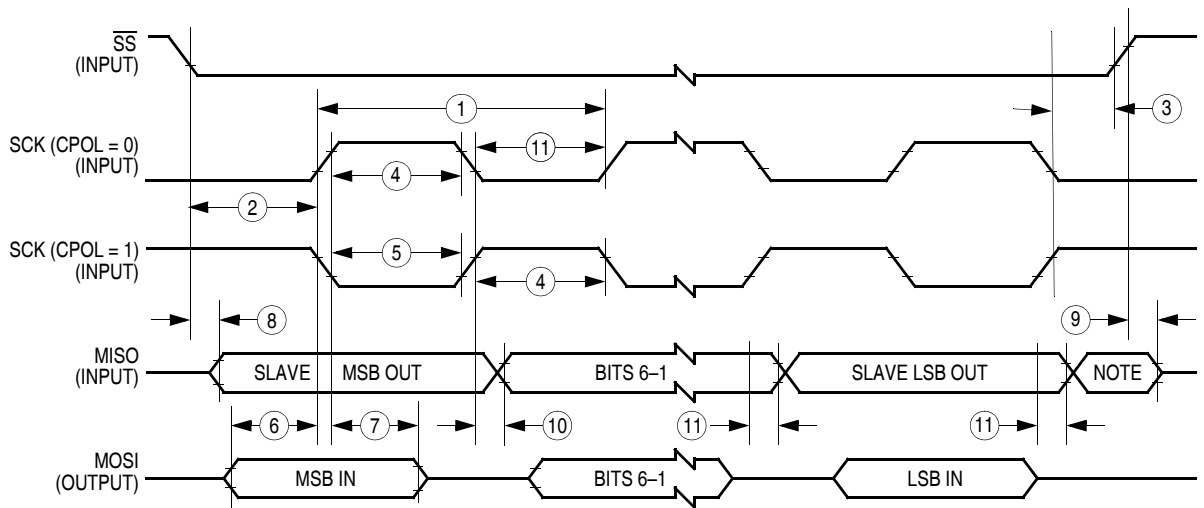 SS
(INPUT)
1
3
SCK (CPOL = 0)
(INPUT)
11
4
2
SCK (CPOL = 1)
(INPUT)
5
4
8
9
MISO
(INPUT)
SLAVE MSB OUT
BITS 6–1
SLAVE LSB OUT
NOTE
6
7
10
11
11
MOSI
(OUTPUT)
MSB IN
BITS 6–1
LSB IN